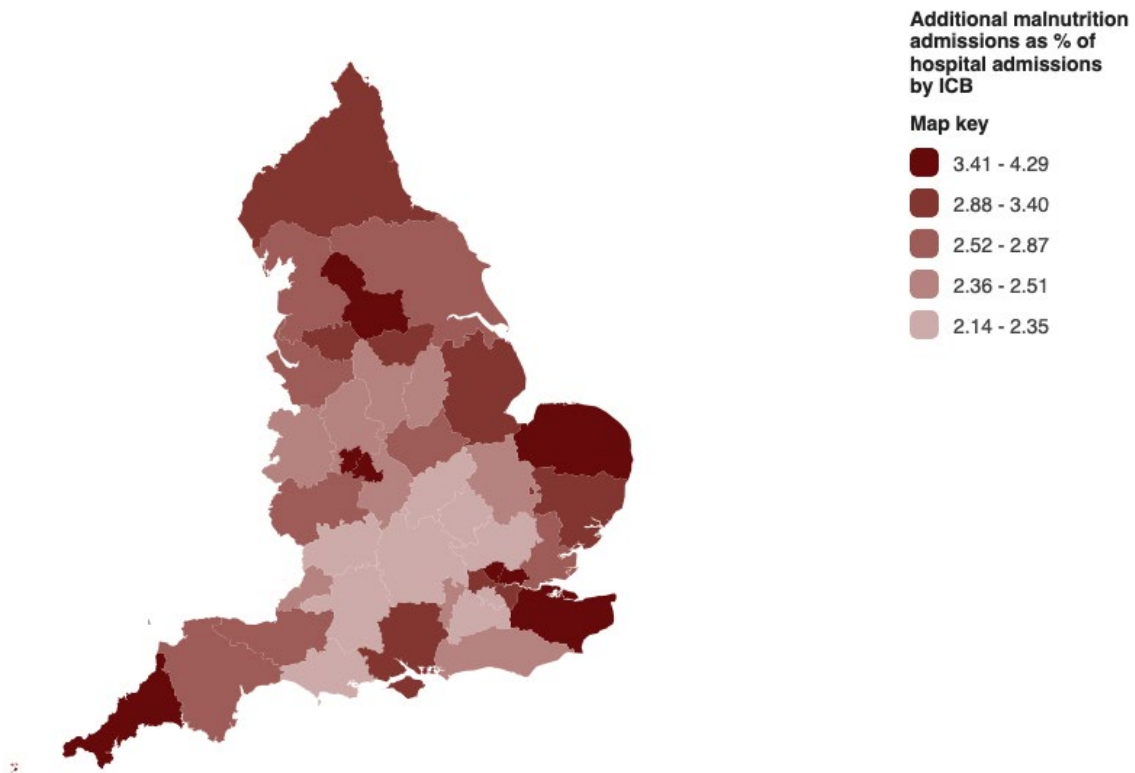 Additional malnutrition
admissions as % of
hospital admissions
by ICB
Map key
3.41 - 4.29
2.88 - 3.40
2.52 - 2.87
2.36 - 2.51
2.14 - 2.35